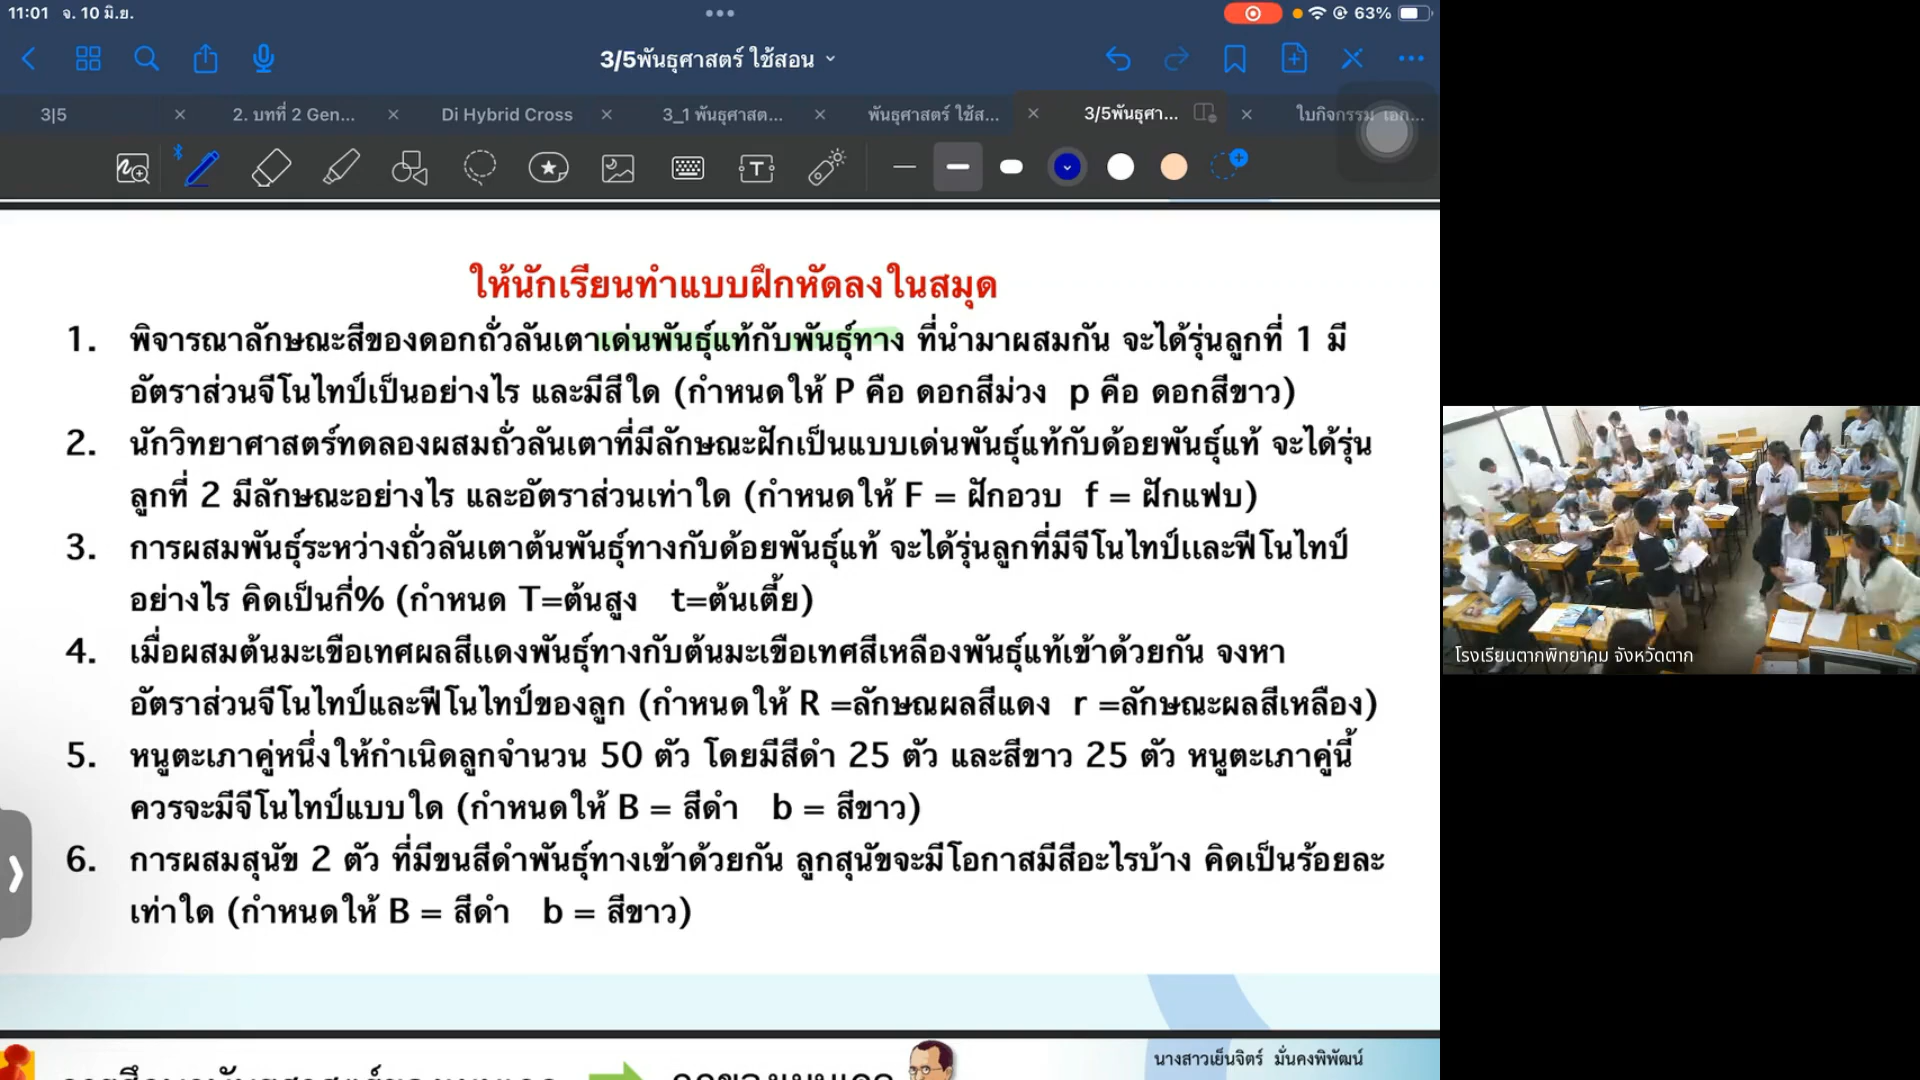 11:01 จ. 10 มิ.ย.
63%
3/5พันธุศาสตร์ ใช้สอน
3|5
2. บทที่ 2 Gen...
Di Hybrid Cross
3_1 พันธุศาสต...
พันธุศาสตร์ ใช้ส...
3/5พันธุศา...
ใบกิจกรรม เอก...
ให้นักเรียนทำแบบฝึกหัดลงในสมุด
1. พิจารณาลักษณะสีของดอกถั่วลันเตาเด่นพันธุ์แท้กับพันธุ์ทาง ที่นำมาผสมกัน จะได้รุ่นลูกที่ 1 มี
อัตราส่วนจีโนไทป์เป็นอย่างไร และมีสีใด (กำหนดให้ P คือ ดอกสีม่วง p คือ ดอกสีขาว)
2. นักวิทยาศาสตร์ทดลองผสมถั่วลันเตาที่มีลักษณะฝักเป็นแบบเด่นพันธุ์แท้กับด้อยพันธุ์แท้ จะได้รุ่น
ลูกที่ 2 มีลักษณะอย่างไร และอัตราส่วนเท่าใด (กำหนดให้ F = ฝักอวบ f = ฝักแฟบ)
3. การผสมพันธุ์ระหว่างถั่วลันเตาต้นพันธุ์ทางกับด้อยพันธุ์แท้ จะได้รุ่นลูกที่มีจีโนไทป์และฟีโนไทป์
อย่างไร คิดเป็นกี่% (กำหนด T=ต้นสูง t=ต้นเตี้ย)
4. เมื่อผสมต้นมะเขือเทศผลสีแดงพันธุ์ทางกับต้นมะเขือเทศสีเหลืองพันธุ์แท้เข้าด้วยกัน จงหา
อัตราส่วนจีโนไทป์และฟีโนไทป์ของลูก (กำหนดให้ R =ลักษณผลสีแดง r =ลักษณะผลสีเหลือง)
5. หนูตะเภาคู่หนึ่งให้กำเนิดลูกจำนวน 50 ตัว โดยมีสีดำ 25 ตัว และสีขาว 25 ตัว หนูตะเภาคู่นี้
ควรจะมีจีโนไทป์แบบใด (กำหนดให้ B = สีดำ b = สีขาว)
6. การผสมสุนัข 2 ตัว ที่มีขนสีดำพันธุ์ทางเข้าด้วยกัน ลูกสุนัขจะมีโอกาสมีสีอะไรบ้าง คิดเป็นร้อยละ
เท่าใด (กำหนดให้ B = สีดำ b = สีขาว)
โรงเรียนตากพิทยาคม จังหวัดตาก
นางสาวเย็นจิตร์ มั่นคงพิพัฒน์